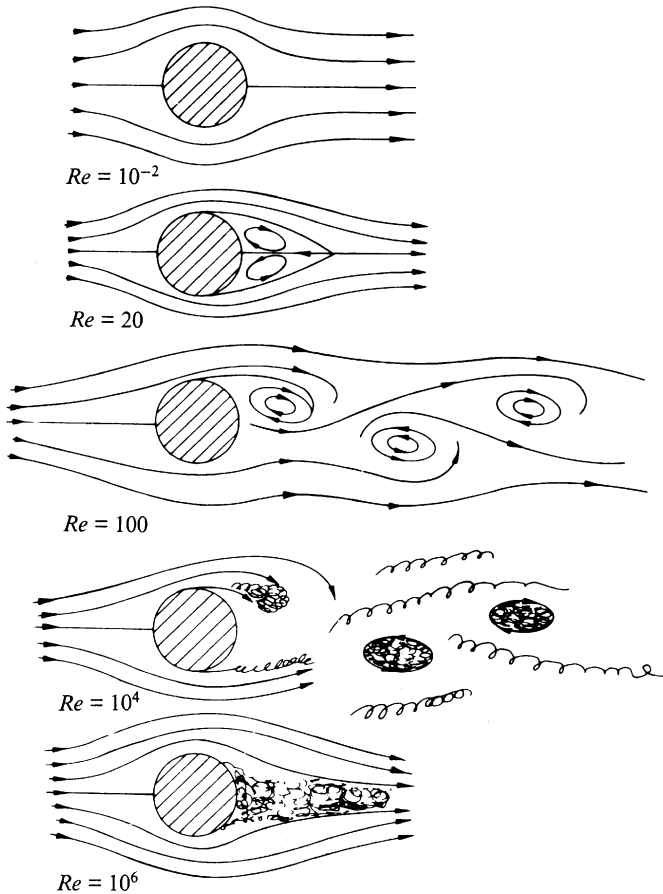 Re = 10⁻²
Re = 20
Re = 100
Re = 10⁴
Re = 10⁶